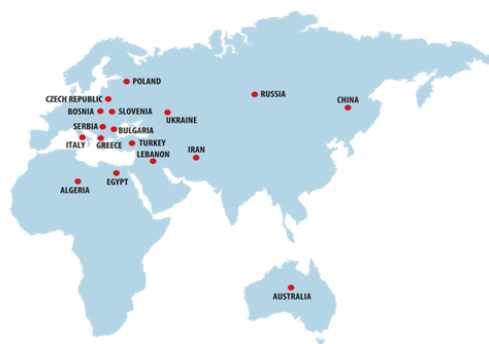 POLAND
RUSSIA
CZECH REPUBLIC
CHINA
BOSNIA
SLOVENIA
UKRAINE
SERBIA
BULGARIA
ITALY
GREECE
TURKEY
LEBANON
IRAN
ALGERIA
EGYPT
AUSTRALIA